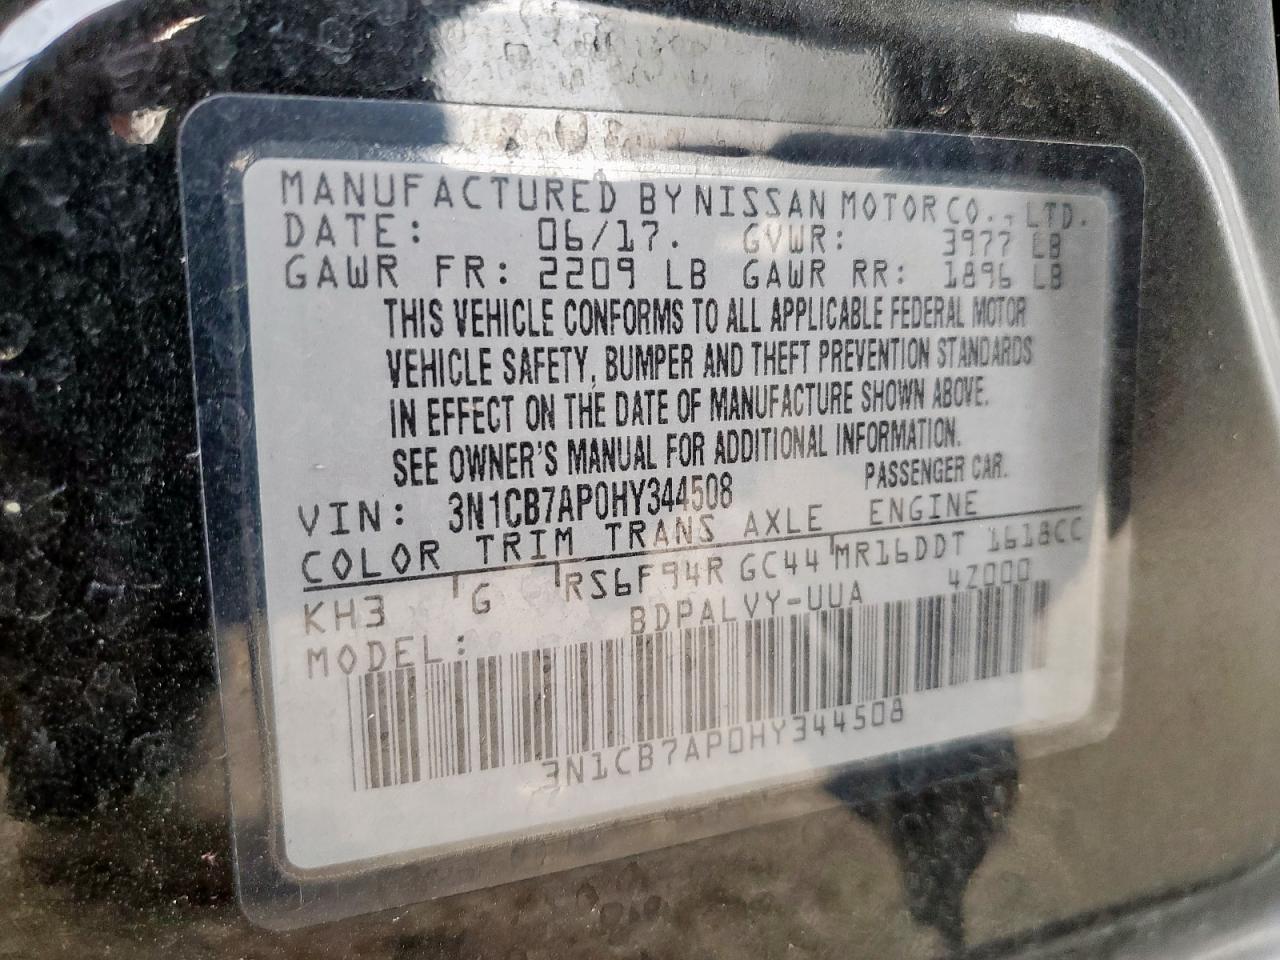 MANUFACTURED BY NISSAN MOTOR CO., LTD.
DATE: 06/17. GVWR: 3977 LB
GAWR FR: 2209 LB GAWR RR: 1896 LB
THIS VEHICLE CONFORMS TO ALL APPLICABLE FEDERAL MOTOR
VEHICLE SAFETY, BUMPER AND THEFT PREVENTION STANDARDS
IN EFFECT ON THE DATE OF MANUFACTURE SHOWN ABOVE.
SEE OWNER'S MANUAL FOR ADDITIONAL INFORMATION.
VIN: 3N1CB7AP0HY344508 PASSENGER CAR.
COLOR TRIM TRANS AXLE ENGINE
KH3 G RS6F94R GC44 MR16DDT 1618CC
MODEL: BDPALVY-UUA 4Z000
3N1CB7AP0HY344508